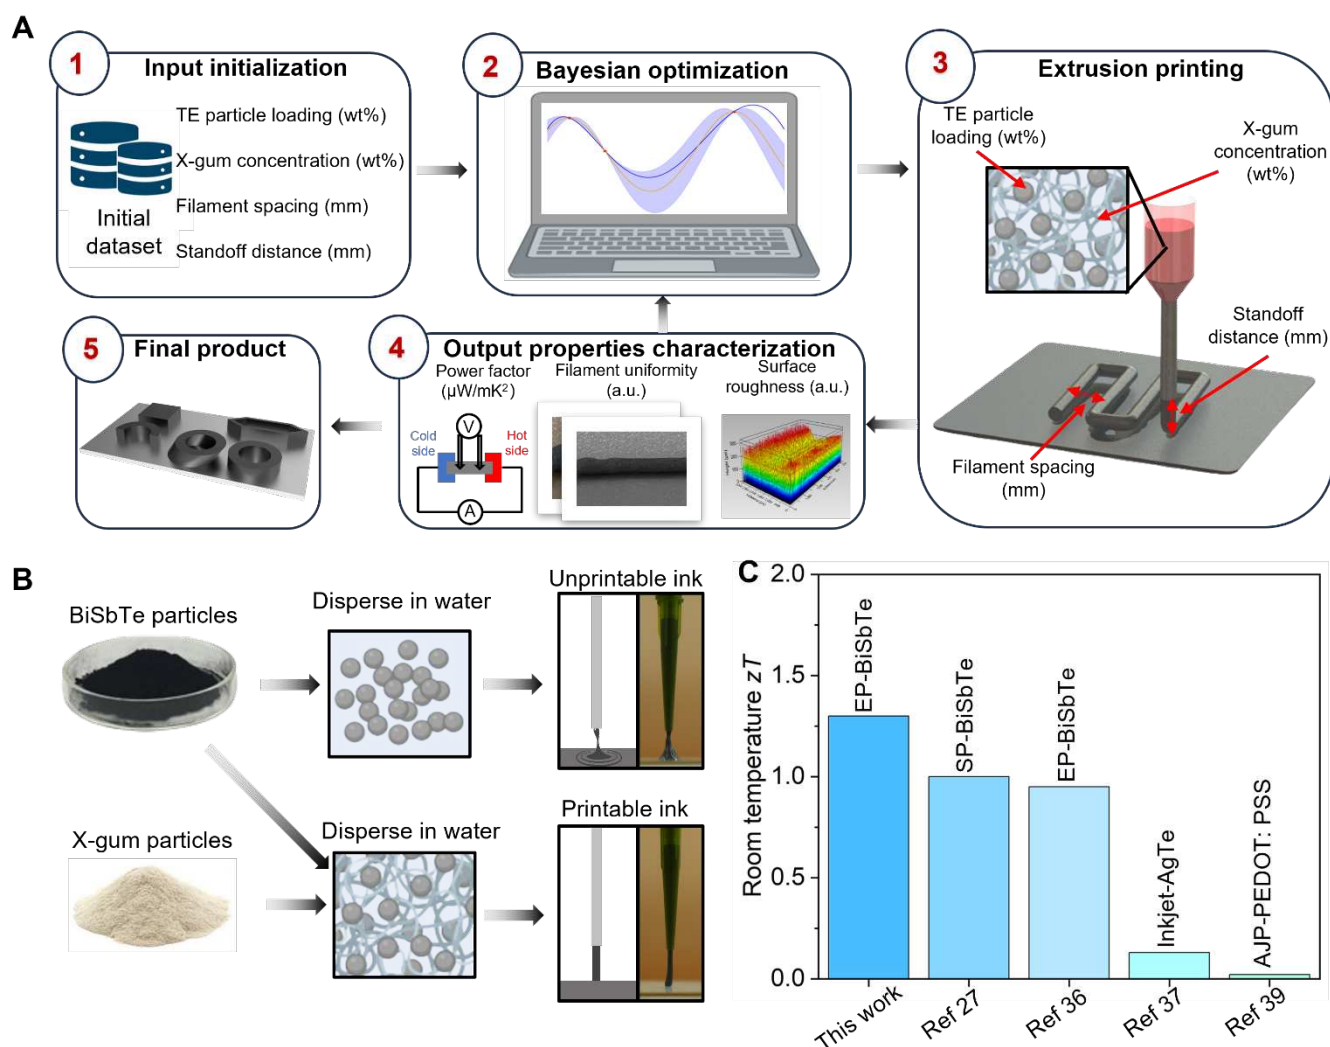 A
1
Input initialization
TE particle loading (wt%)
X-gum concentration (wt%)
Filament spacing (mm)
Standoff distance (mm)
Initial
dataset
2
Bayesian optimization
3
Extrusion printing
TE particle
loading (wt%)
X-gum
concentration
(wt%)
Standoff
distance (mm)
Filament spacing
(mm)
4
Output properties characterization
Power factor
(µW/mK²)
Cold
side
V
Hot
side
A
Filament uniformity
(a.u.)
Surface
roughness (a.u.)
5
Final product
B
BiSbTe particles
Disperse in water
Unprintable ink
X-gum particles
Disperse in water
Printable ink
C
Room temperature zT
2.0
1.5
1.0
0.5
0.0
EP-BiSbTe
SP-BiSbTe
EP-BiSbTe
Inkjet-AgTe
AJP-PEDOT: PSS
This work
Ref 27
Ref 36
Ref 37
Ref 39